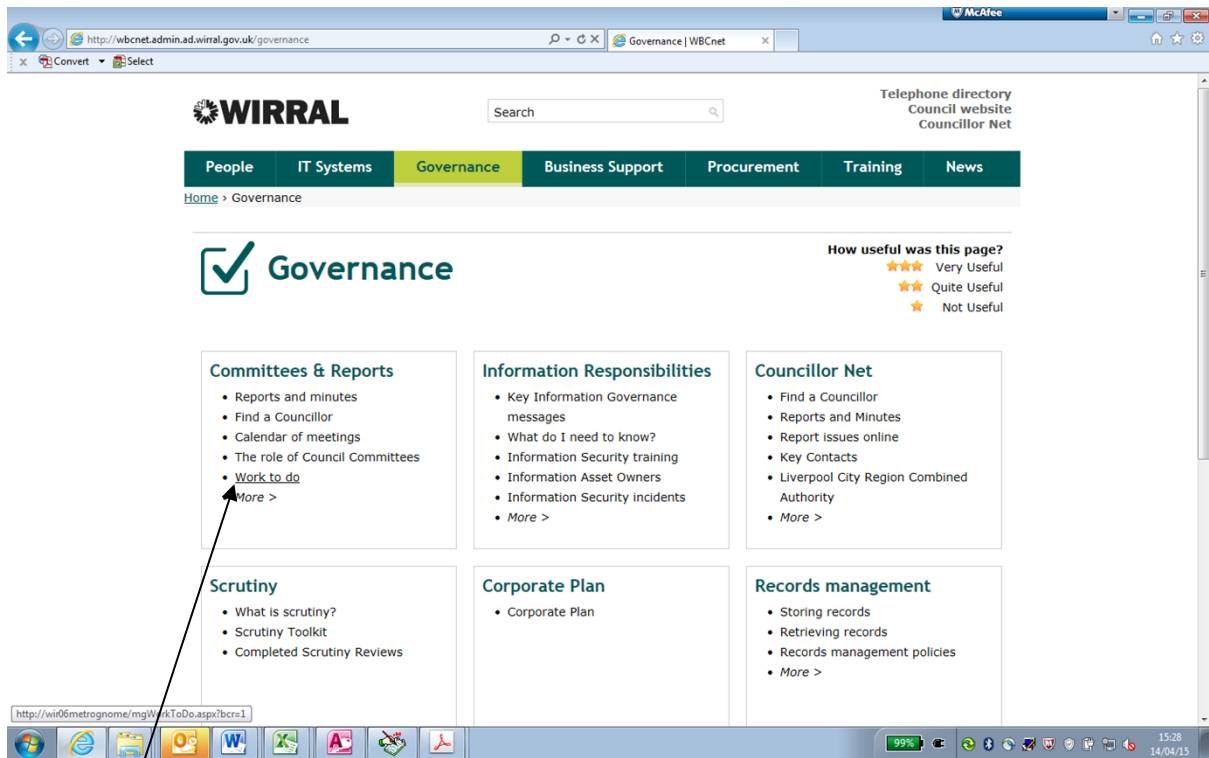 McAfee
http://wbcnet.admin.ad.wirral.gov.uk/governance
Governance | WBCnet
x Convert Select
WIRRAL
Search
Telephone directory
Council website
Councillor Net
People IT Systems Governance Business Support Procurement Training News
Home › Governance
Governance
How useful was this page?
Very Useful
Quite Useful
Not Useful
Committees & Reports
• Reports and minutes
• Find a Councillor
• Calendar of meetings
• The role of Council Committees
• Work to do
• More >
Information Responsibilities
• Key Information Governance
messages
• What do I need to know?
• Information Security training
• Information Asset Owners
• Information Security incidents
• More >
Councillor Net
• Find a Councillor
• Reports and Minutes
• Report issues online
• Key Contacts
• Liverpool City Region Combined
Authority
• More >
Scrutiny
• What is scrutiny?
• Scrutiny Toolkit
• Completed Scrutiny Reviews
Corporate Plan
• Corporate Plan
Records management
• Storing records
• Retrieving records
• Records management policies
• More >
http://wir06metrognome/mgWorkToDo.aspx?bcr=1
99%
15:28
14/04/15